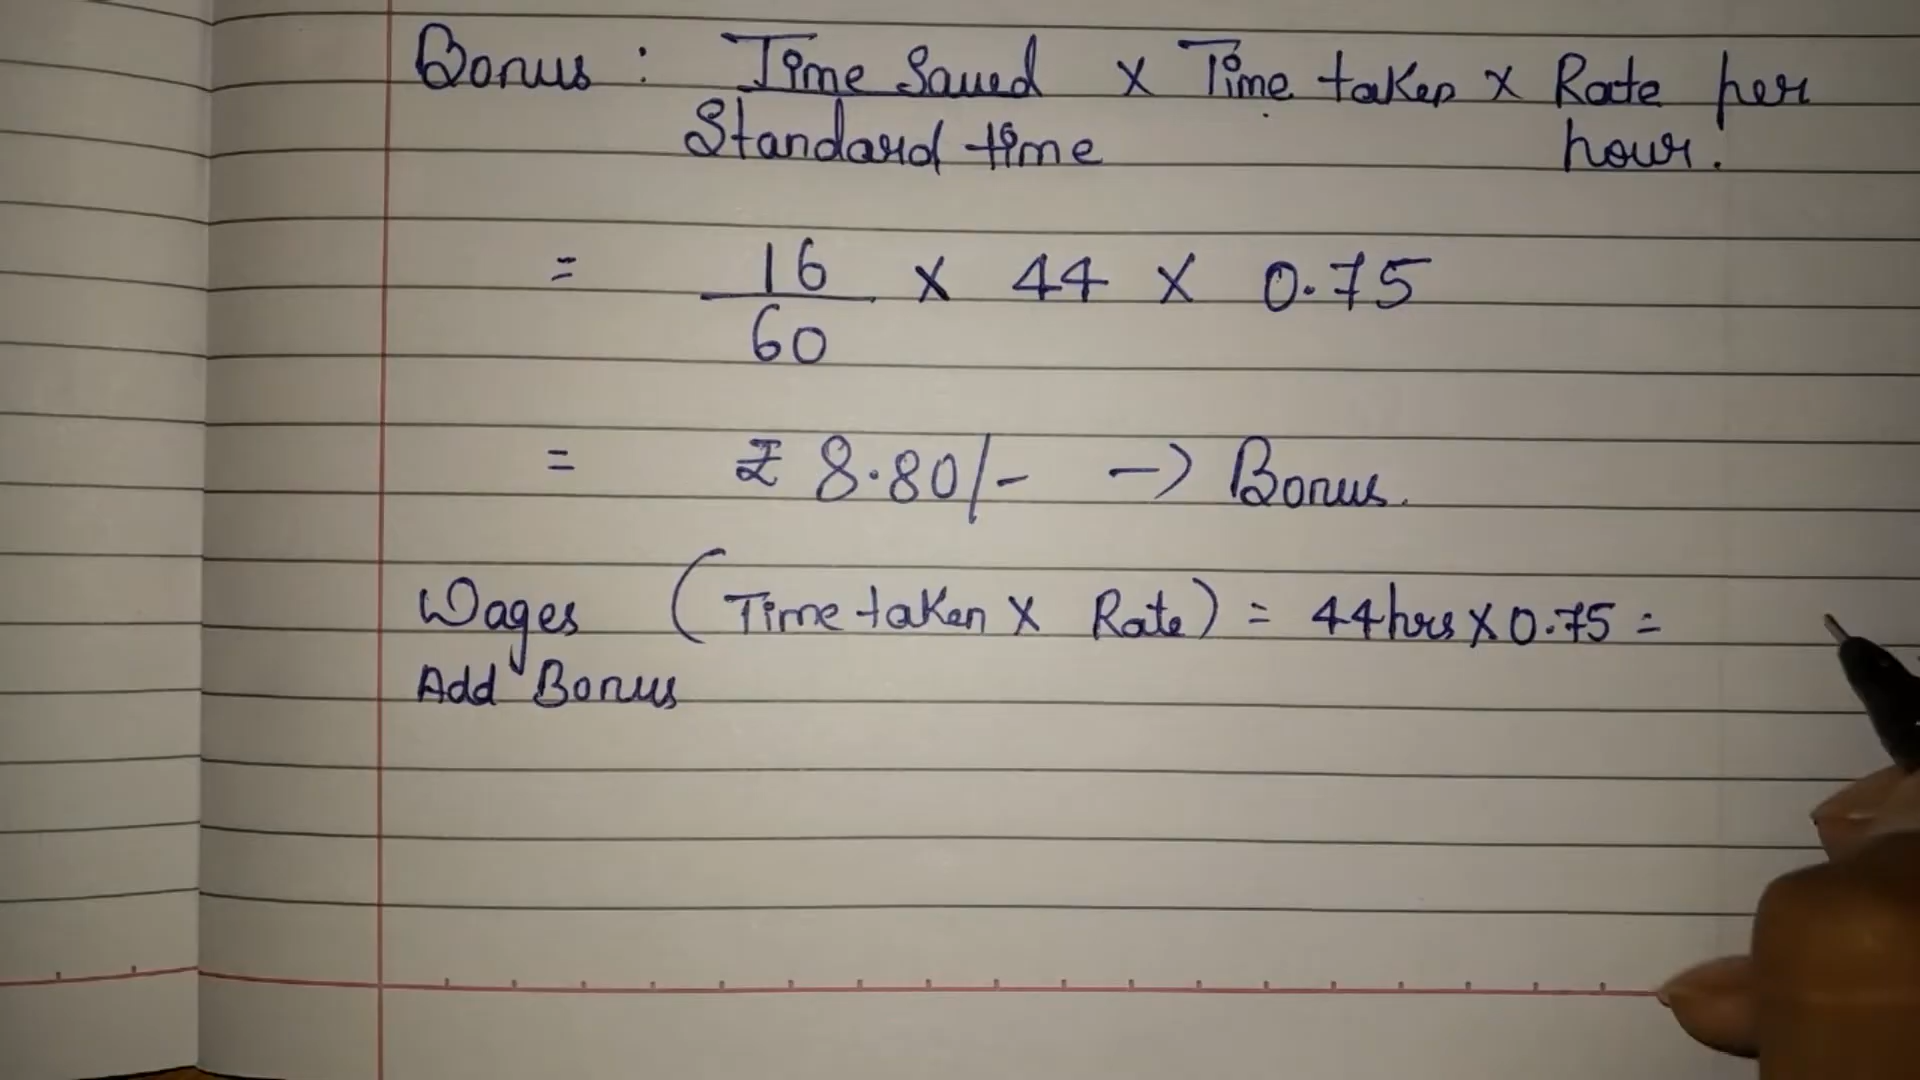 Bonus : Time Saved x Time taken x Rate per
Standard time hour.
= 16 x 44 x 0.75
60
= ₹ 8.80/- -> Bonus.
Wages (Time taken x Rate) = 44hrs x 0.75 =
Add Bonus